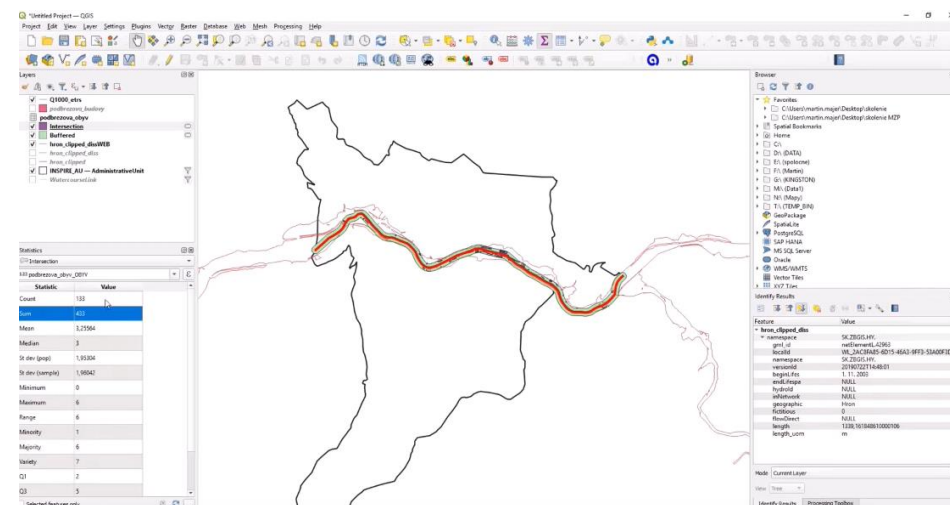 *Untitled Project — QGIS
Project Edit View Layer Settings Plugins Vector Raster Database Web Mesh Processing Help
Layers
Q1000_etrs
podbrezova_budovy
podbrezova_obyv
Intersection
Buffered
hron_clipped_dissWEB
hron_clipped_diss
hron_clipped
INSPIRE_AU — AdministrativeUnit
WatercourseLink
Statistics
Intersection
podbrezova_obyv_OBYV
Statistic Value
Count 133
Sum 433
Mean 3,25564
Median 3
St dev (pop) 1,95304
St dev (sample) 1,96042
Minimum 0
Maximum 6
Range 6
Minority 1
Majority 6
Variety 7
Q1 2
Q3 5
Selected features only
Browser
Favorites
C:\Users\martin.majer\Desktop\skolenie
C:\Users\martin.majer\Desktop\skolenie MZP
Spatial Bookmarks
Home
C:\
D:\ (DATA)
E:\ (spolocne)
F:\ (Martin)
G:\ (KINGSTON)
M:\ (Data1)
N:\ (Mapy)
T:\ (TEMP_BIN)
GeoPackage
SpatiaLite
PostgreSQL
SAP HANA
MS SQL Server
Oracle
WMS/WMTS
Vector Tiles
XYZ Tiles
Identify Results
Feature Value
hron_clipped_diss
namespace SK.ZBGIS.HY.
gml_id
localId
namespace SK.ZBGIS.HY.
versionId
beginLifes 1. 11. 2003
endLifespa NULL
hydroId NULL
inNetwork NULL
geographic Hron
fictitious 0
flowDirect NULL
length
length_uom m
Mode Current Layer
View Tree
Identify Results Processing Toolbox